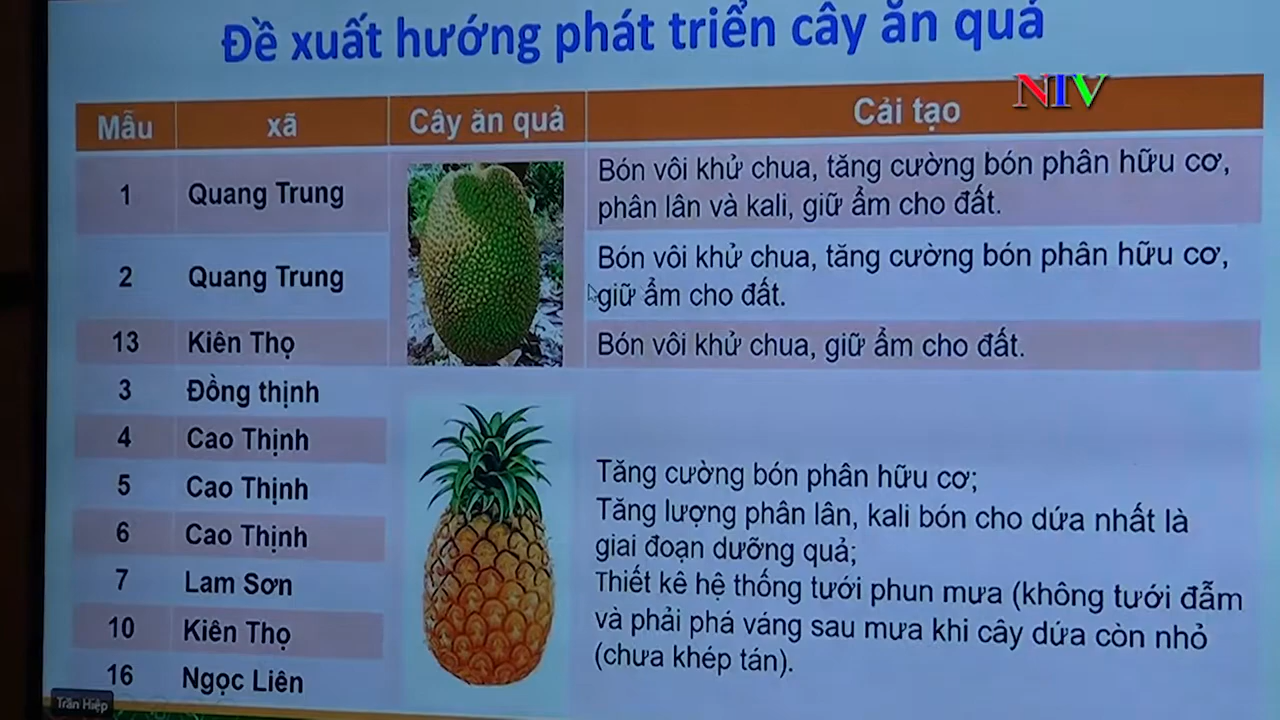 Đề xuất hướng phát triển cây ăn quả
NIV
Mẫu xã Cây ăn quả Cải tạo
1 Quang Trung Bón vôi khử chua, tăng cường bón phân hữu cơ,
phân lân và kali, giữ ẩm cho đất.
2 Quang Trung Bón vôi khử chua, tăng cường bón phân hữu cơ,
giữ ẩm cho đất.
13 Kiên Thọ Bón vôi khử chua, giữ ẩm cho đất.
3 Đồng thịnh
4 Cao Thịnh
5 Cao Thịnh
6 Cao Thịnh
7 Lam Sơn
10 Kiên Thọ
16 Ngọc Liên
Tăng cường bón phân hữu cơ;
Tăng lượng phân lân, kali bón cho dứa nhất là
giai đoạn dưỡng quả;
Thiết kê hệ thống tưới phun mưa (không tưới đẫm
và phải phá váng sau mưa khi cây dứa còn nhỏ
(chưa khép tán).
Trần Hiệp